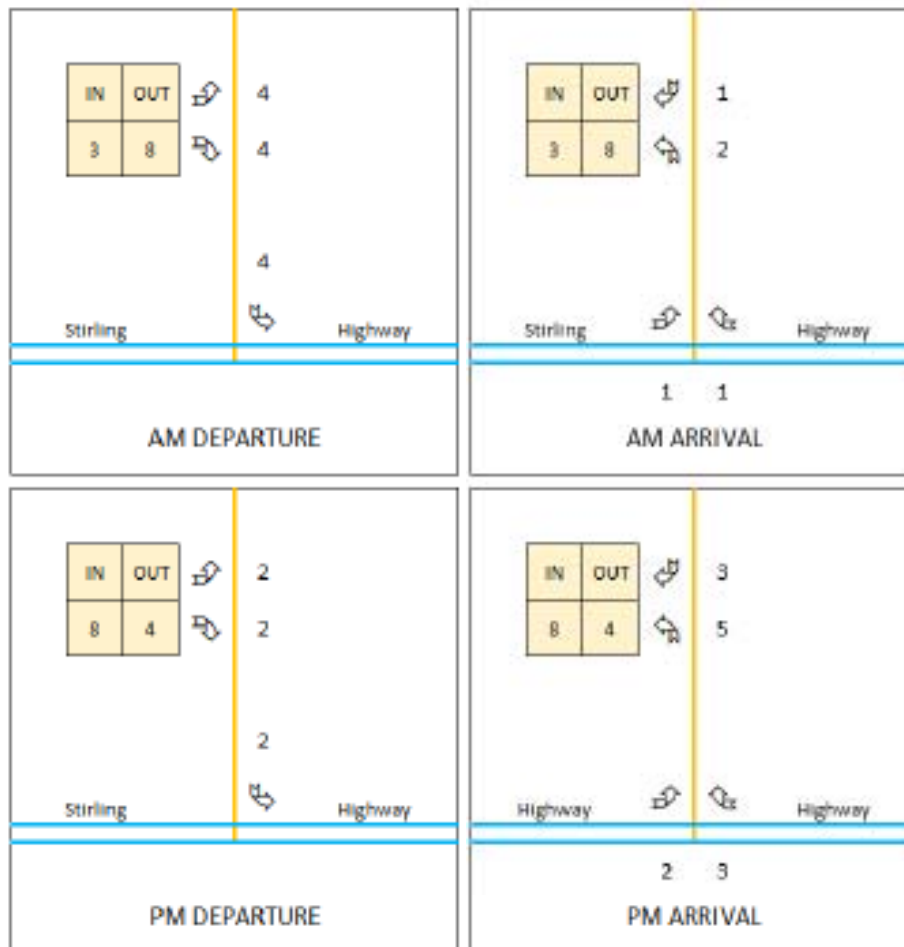 IN OUT 4
3 8 4
4
Stirling Highway
AM DEPARTURE
IN OUT 1
3 8 2
Stirling Highway
1 1
AM ARRIVAL
IN OUT 2
8 4 2
2
Stirling Highway
PM DEPARTURE
IN OUT 3
8 4 5
Highway Highway
2 3
PM ARRIVAL